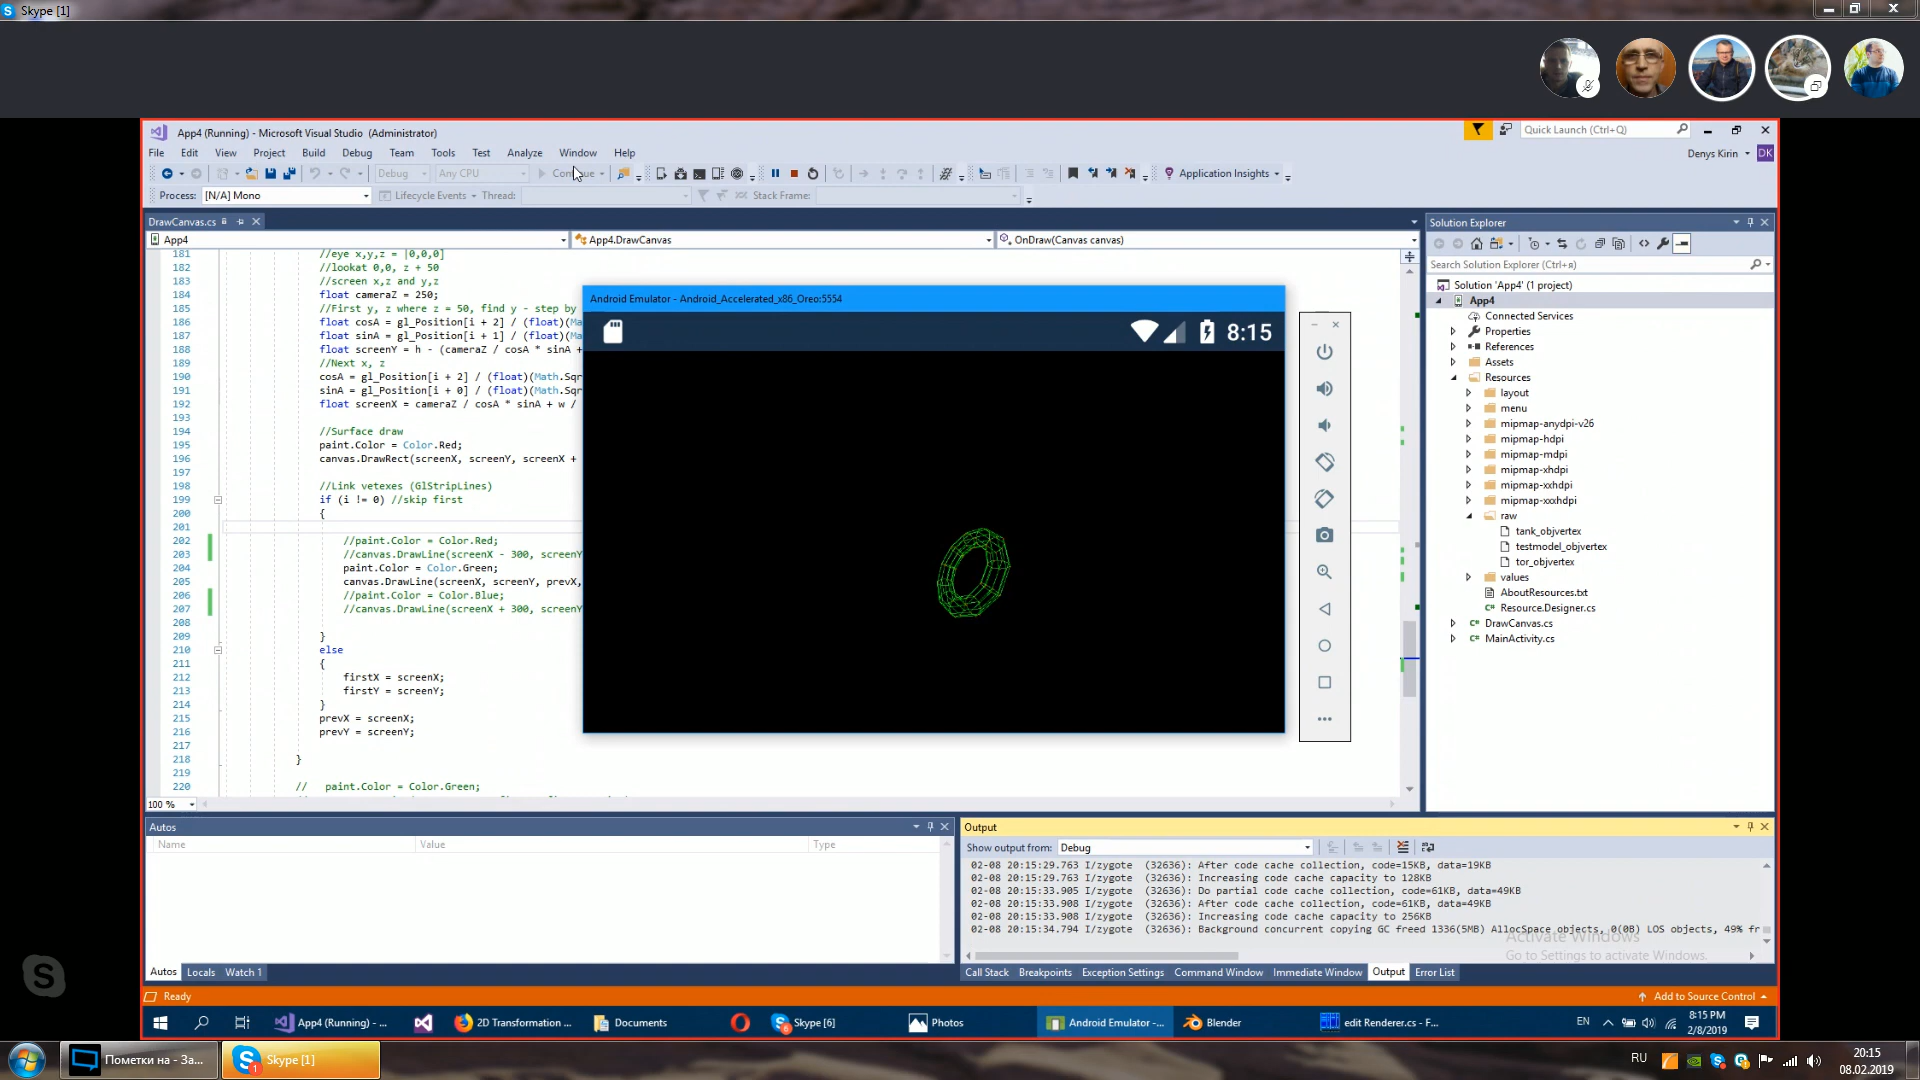 Skype [1]
App4 (Running) - Microsoft Visual Studio (Administrator)
Quick Launch (Ctrl+Q)
File Edit View Project Build Debug Team Tools Test Analyze Window Help
Denys Kirin DK
Debug Any CPU Continue Application Insights
Process: [N/A] Mono Lifecycle Events Thread: Stack Frame:
DrawCanvas.cs
App4 App4.DrawCanvas OnDraw(Canvas canvas)
181 //eye x,y,z = |0,0,0]
182 //lookat 0,0, z + 50
183 //screen x,z and y,z
184 float cameraZ = 250;
185 //First y, z where z = 50, find y - step by
186 float cosA = gl_Position[i + 2] / (float)(Ma
187 float sinA = gl_Position[i + 1] / (float)(Ma
188 float screenY = h - (cameraZ / cosA * sinA +
189 //Next x, z
190 cosA = gl_Position[i + 2] / (float)(Math.Sqr
191 sinA = gl_Position[i + 0] / (float)(Math.Sqr
192 float screenX = cameraZ / cosA * sinA + w /
193
194 //Surface draw
195 paint.Color = Color.Red;
196 canvas.DrawRect(screenX, screenY, screenX +
197
198 //Link vetexes (GlStripLines)
199 if (i != 0) //skip first
200 {
201
202 //paint.Color = Color.Red;
203 //canvas.DrawLine(screenX - 300, screenY
204 paint.Color = Color.Green;
205 canvas.DrawLine(screenX, screenY, prevX,
206 //paint.Color = Color.Blue;
207 //canvas.DrawLine(screenX + 300, screenY
208
209 }
210 else
211 {
212 firstX = screenX;
213 firstY = screenY;
214 }
215 prevX = screenX;
216 prevY = screenY;
217
218 }
219
220 // paint.Color = Color.Green;
100 %
Android Emulator - Android_Accelerated_x86_Oreo:5554
8:15
Solution Explorer
Search Solution Explorer (Ctrl+я)
Solution 'App4' (1 project)
App4
Connected Services
Properties
References
Assets
Resources
layout
menu
mipmap-anydpi-v26
mipmap-hdpi
mipmap-mdpi
mipmap-xhdpi
mipmap-xxhdpi
mipmap-xxxhdpi
raw
tank_objvertex
testmodel_objvertex
tor_objvertex
values
AboutResources.txt
Resource.Designer.cs
DrawCanvas.cs
MainActivity.cs
Autos
Name Value Type
Autos Locals Watch 1
Output
Show output from: Debug
02-08 20:15:29.763 I/zygote (32636): After code cache collection, code=15KB, data=19KB
02-08 20:15:29.763 I/zygote (32636): Increasing code cache capacity to 128KB
02-08 20:15:33.905 I/zygote (32636): Do partial code cache collection, code=61KB, data=49KB
02-08 20:15:33.908 I/zygote (32636): After code cache collection, code=61KB, data=49KB
02-08 20:15:33.908 I/zygote (32636): Increasing code cache capacity to 256KB
02-08 20:15:34.794 I/zygote (32636): Background concurrent copying GC freed 1336(5MB) AllocSpace objects, 0(0B) LOS objects, 49% fr
Activate Windows
Go to Settings to activate Windows.
Call Stack Breakpoints Exception Settings Command Window Immediate Window Output Error List
Ready
Add to Source Control
App4 (Running) - ... 2D Transformation ... Documents Skype [6] Photos Android Emulator -... Blender edit Renderer.cs - F...
EN 8:15 PM
2/8/2019
Пометки на - За... Skype [1]
RU 20:15
08.02.2019